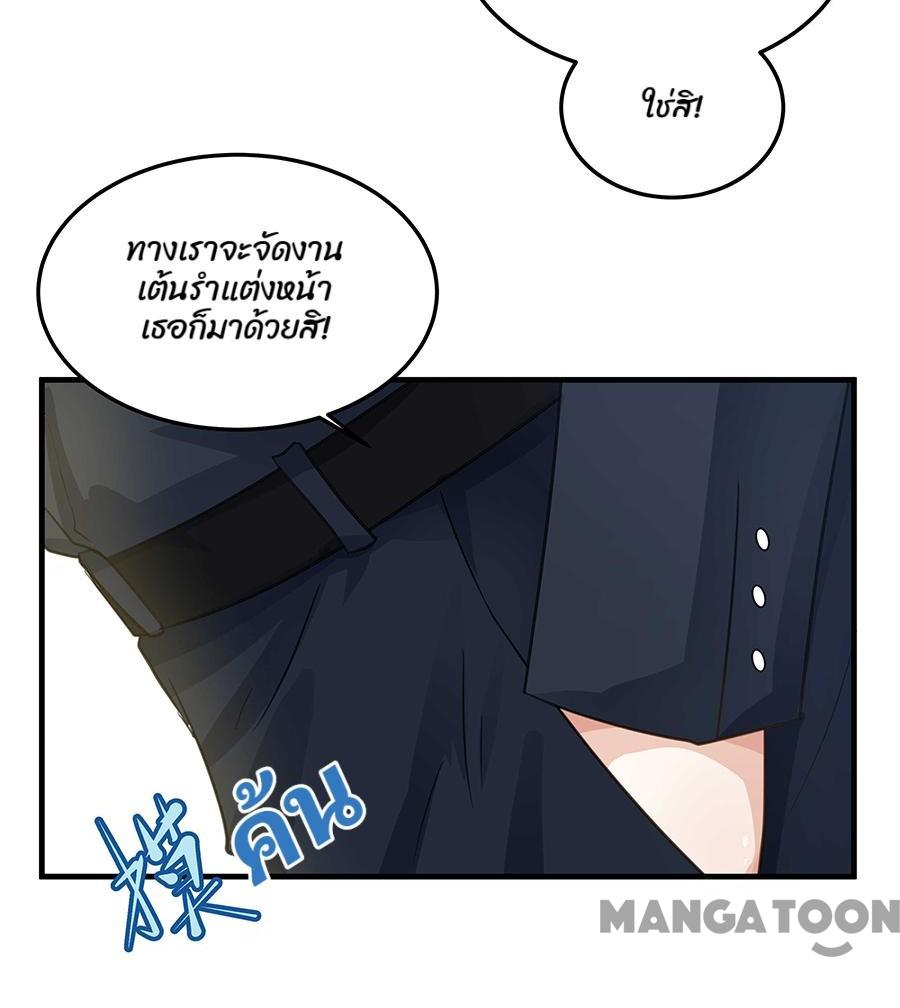 ใช่สิ!
ทางเราจะจัดงาน
เต้นรำแต่งหน้า
เธอก็มาด้วยสิ!
ค้น
MANGATOON